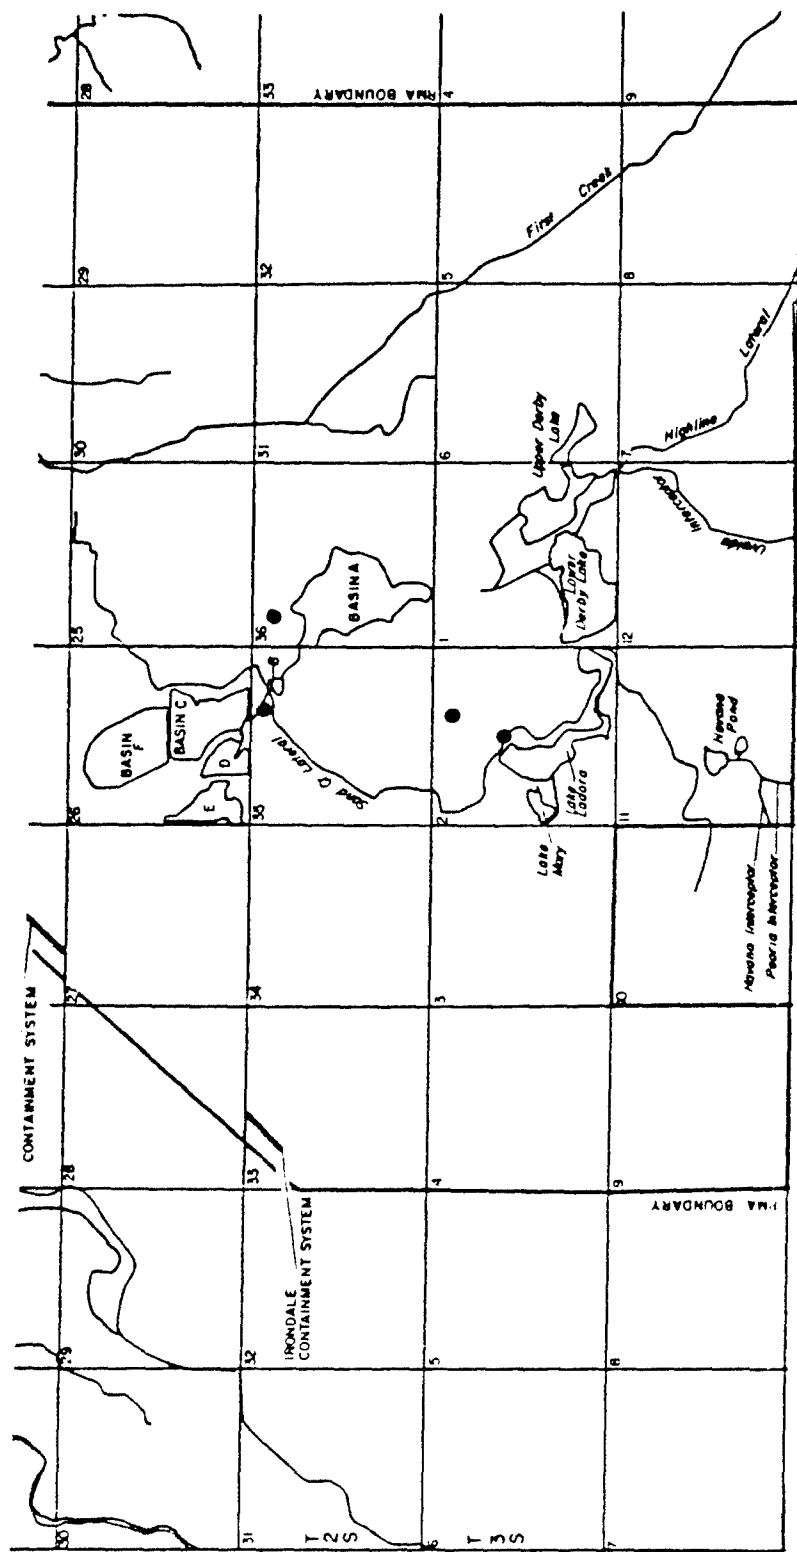 CONTAINMENT SYSTEM
IRONDALE
CONTAINMENT SYSTEM
RMA BOUNDARY
MA BOUNDARY
T 2 S
T 3 S
30
29
28
27
26
25
30
29
28
31
32
33
34
35
36
31
32
33
6
5
4
3
2
1
6
5
4
7
8
9
10
11
12
7
8
9
BASIN
F
BASIN C
D
E
B
BASIN A
Sand Cr Lateral
First Creek
Upper Derby
Lake
Lower
Derby Lake
Highline Lateral
Uvalda Interceptor
Lake
Ladora
Lake
Mary
Havana
Pond
Havana Interceptor
Peoria Interceptor